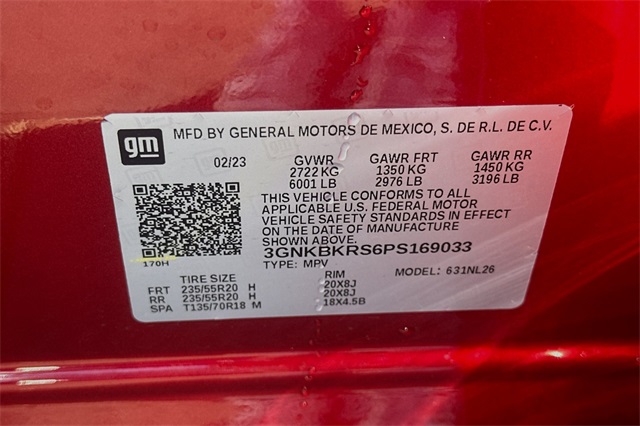 gm MFD BY GENERAL MOTORS DE MEXICO, S. DE R.L. DE C.V.
02/23 GVWR GAWR FRT GAWR RR
2722 KG 1350 KG 1450 KG
6001 LB 2976 LB 3196 LB
THIS VEHICLE CONFORMS TO ALL
APPLICABLE U.S. FEDERAL MOTOR
VEHICLE SAFETY STANDARDS IN EFFECT
ON THE DATE OF MANUFACTURE
SHOWN ABOVE.
3GNKBKRS6PS169033
170H TYPE: MPV MODEL: 631NL26
TIRE SIZE RIM
FRT 235/55R20 H 20X8J
RR 235/55R20 H 20X8J
SPA T135/70R18 M 18X4.5B